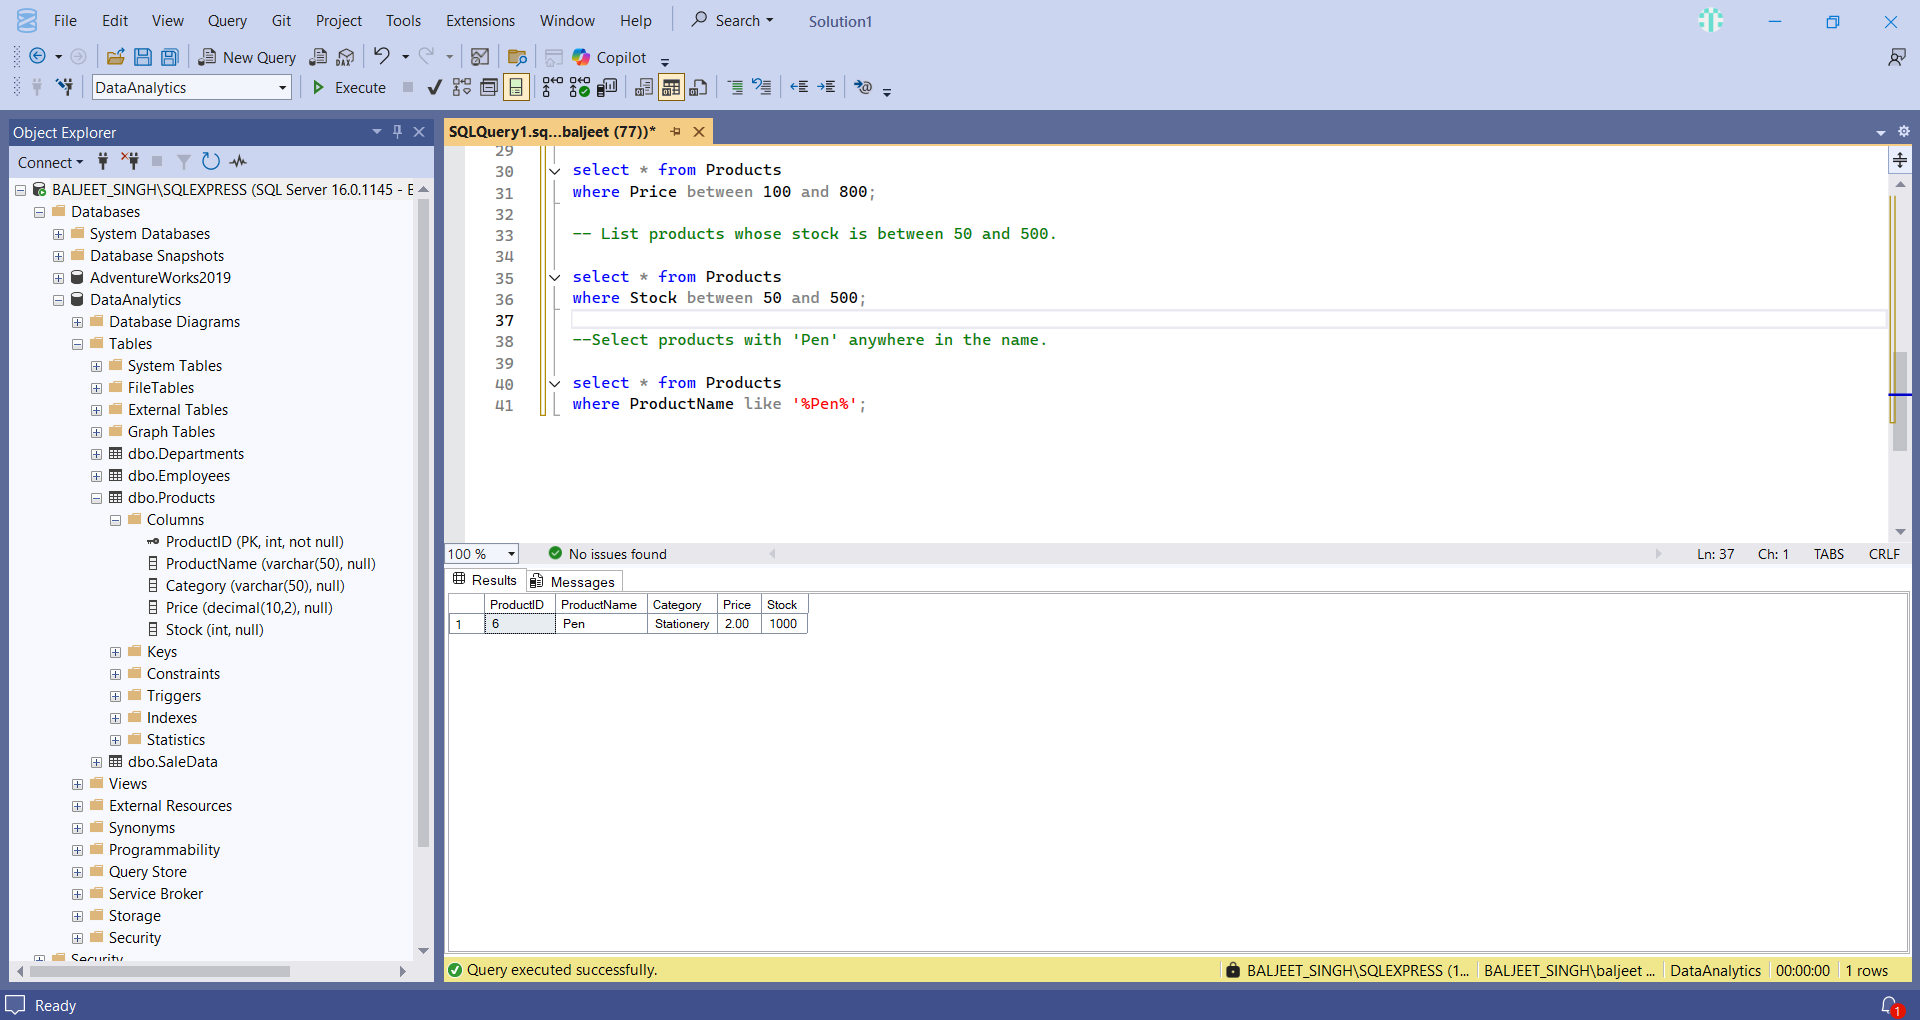 File Edit View Query Git Project Tools Extensions Window Help Search Solution1
New Query DAX Copilot
DataAnalytics Execute
Object Explorer
Connect
BALJEET_SINGH\SQLEXPRESS (SQL Server 16.0.1145 - E
Databases
System Databases
Database Snapshots
AdventureWorks2019
DataAnalytics
Database Diagrams
Tables
System Tables
FileTables
External Tables
Graph Tables
dbo.Departments
dbo.Employees
dbo.Products
Columns
ProductID (PK, int, not null)
ProductName (varchar(50), null)
Category (varchar(50), null)
Price (decimal(10,2), null)
Stock (int, null)
Keys
Constraints
Triggers
Indexes
Statistics
dbo.SaleData
Views
External Resources
Synonyms
Programmability
Query Store
Service Broker
Storage
Security
Security
SQLQuery1.sq...baljeet (77))*
29
30 select * from Products
31 where Price between 100 and 800;
32
33 -- List products whose stock is between 50 and 500.
34
35 select * from Products
36 where Stock between 50 and 500;
37
38 --Select products with 'Pen' anywhere in the name.
39
40 select * from Products
41 where ProductName like '%Pen%';
100 % No issues found Ln: 37 Ch: 1 TABS CRLF
Results Messages
ProductID ProductName Category Price Stock
1 6 Pen Stationery 2.00 1000
Query executed successfully. BALJEET_SINGH\SQLEXPRESS (1... BALJEET_SINGH\baljeet ... DataAnalytics 00:00:00 1 rows
Ready 1